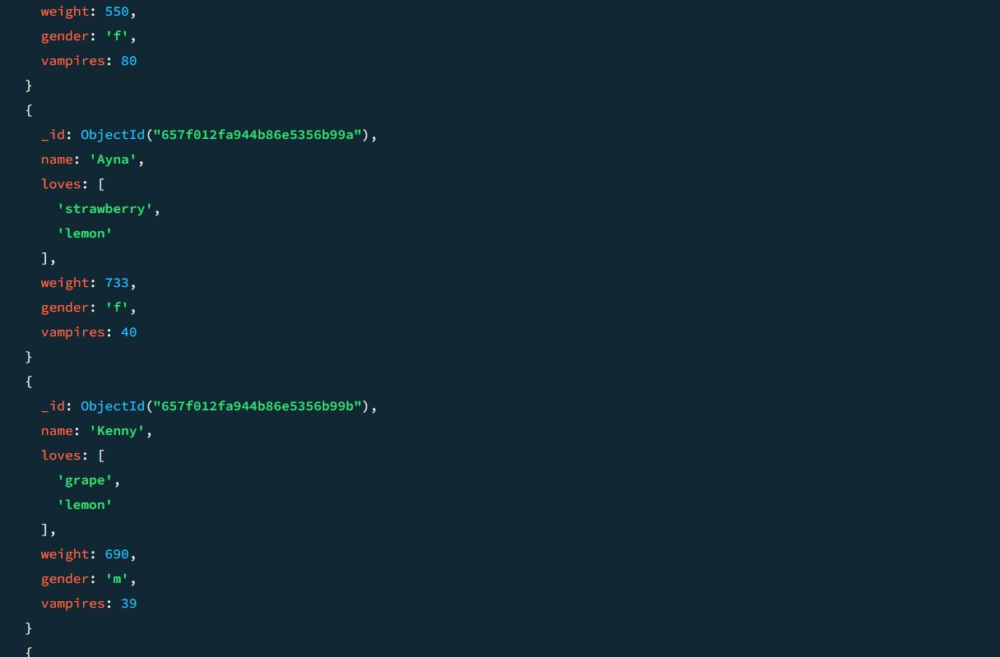 weight: 550,
gender: 'f',
vampires: 80
}
{
_id: ObjectId("657f012fa944b86e5356b99a"),
name: 'Ayna',
loves: [
'strawberry',
'lemon'
],
weight: 733,
gender: 'f',
vampires: 40
}
{
_id: ObjectId("657f012fa944b86e5356b99b"),
name: 'Kenny',
loves: [
'grape',
'lemon'
],
weight: 690,
gender: 'm',
vampires: 39
}
{